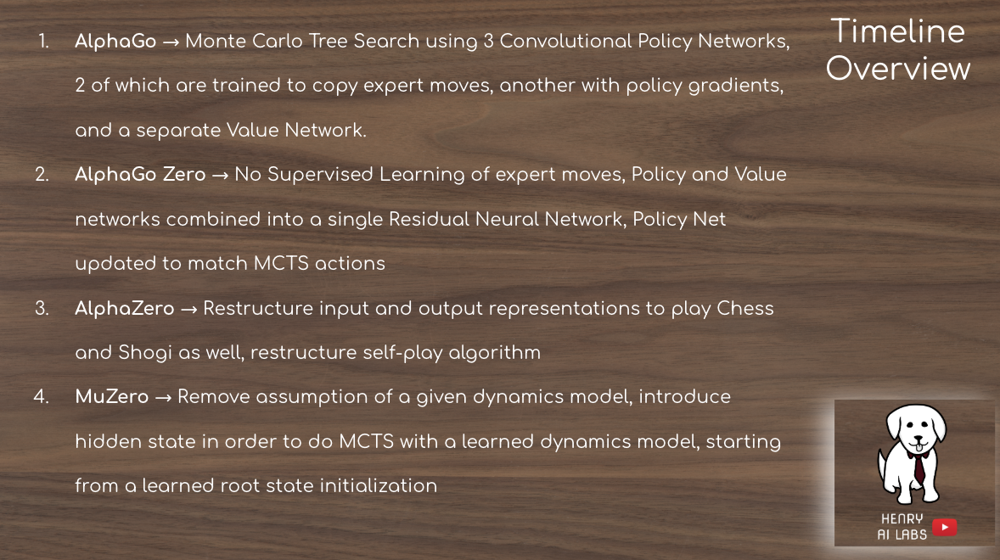 Timeline
Overview
1. AlphaGo → Monte Carlo Tree Search using 3 Convolutional Policy Networks,
2 of which are trained to copy expert moves, another with policy gradients,
and a separate Value Network.
2. AlphaGo Zero → No Supervised Learning of expert moves, Policy and Value
networks combined into a single Residual Neural Network, Policy Net
updated to match MCTS actions
3. AlphaZero → Restructure input and output representations to play Chess
and Shogi as well, restructure self-play algorithm
4. MuZero → Remove assumption of a given dynamics model, introduce
hidden state in order to do MCTS with a learned dynamics model, starting
from a learned root state initialization
HENRY
AI LABS